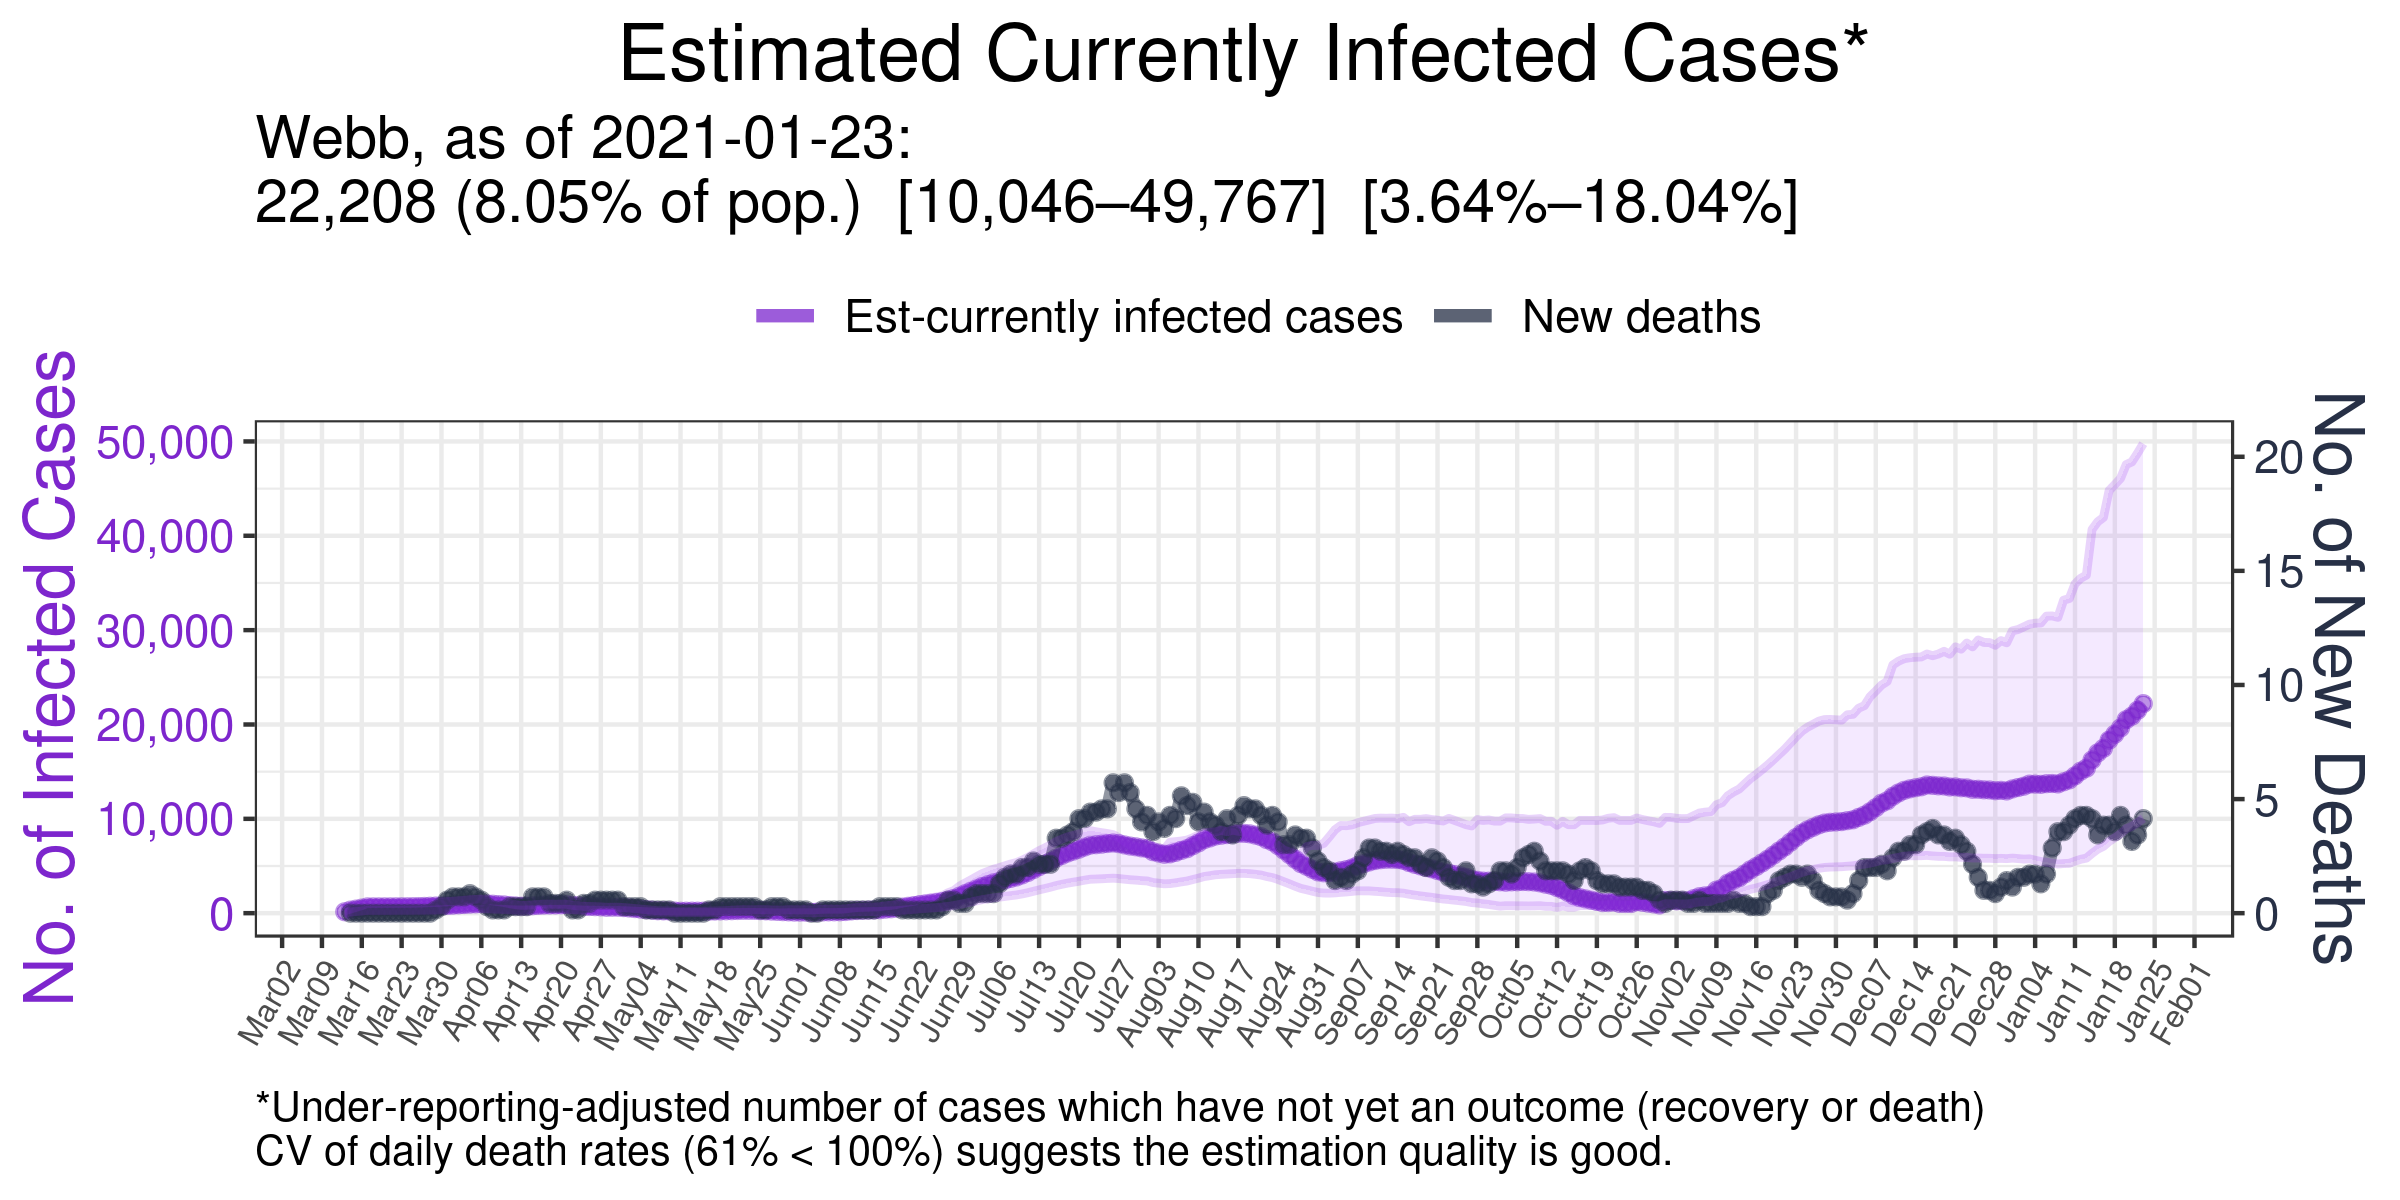 Estimated Currently Infected Cases*
Webb, as of 2021-01-23:
22,208 (8.05% of pop.)  [10,046–49,767]  [3.64%–18.04%]
Est-currently infected cases
New deaths
No. of Infected Cases
50,000
40,000
30,000
20,000
10,000
0
No. of New Deaths
20
15
10
5
0
Mar02
Mar09
Mar16
Mar23
Mar30
Apr06
Apr13
Apr20
Apr27
May04
May11
May18
May25
Jun01
Jun08
Jun15
Jun22
Jun29
Jul06
Jul13
Jul20
Jul27
Aug03
Aug10
Aug17
Aug24
Aug31
Sep07
Sep14
Sep21
Sep28
Oct05
Oct12
Oct19
Oct26
Nov02
Nov09
Nov16
Nov23
Nov30
Dec07
Dec14
Dec21
Dec28
Jan04
Jan11
Jan18
Jan25
Feb01
*Under-reporting-adjusted number of cases which have not yet an outcome (recovery or death)
CV of daily death rates (61% < 100%) suggests the estimation quality is good.